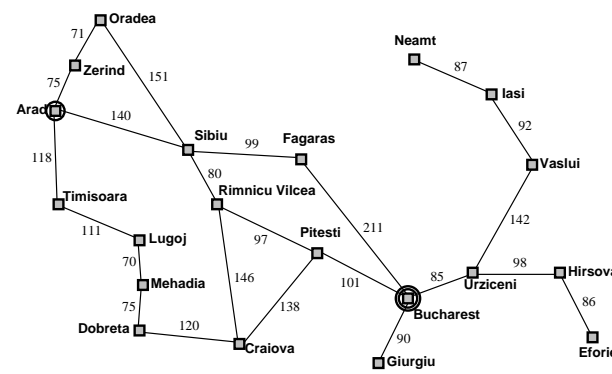 Oradea
71
Neamt
87
Zerind
Iasi
75
151
Arad
140
92
Sibiu
Fagaras
99
118
Vaslui
80
Timisoara
Rimnicu Vilcea
111
211
142
Lugoj
97
Pitesti
70
98
Hirsova
Mehadia
146
101
85
Urziceni
75
138
86
Bucharest
Dobreta
120
90
Craiova
Eforie
Giurgiu